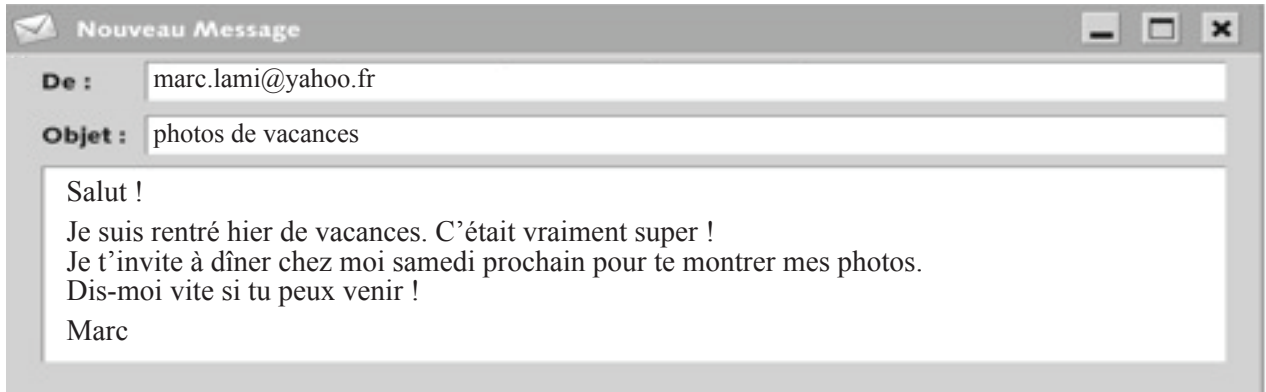 Nouveau Message
De : marc.lami@yahoo.fr
Objet : photos de vacances
Salut !
Je suis rentré hier de vacances. C’était vraiment super !
Je t’invite à dîner chez moi samedi prochain pour te montrer mes photos.
Dis-moi vite si tu peux venir !
Marc